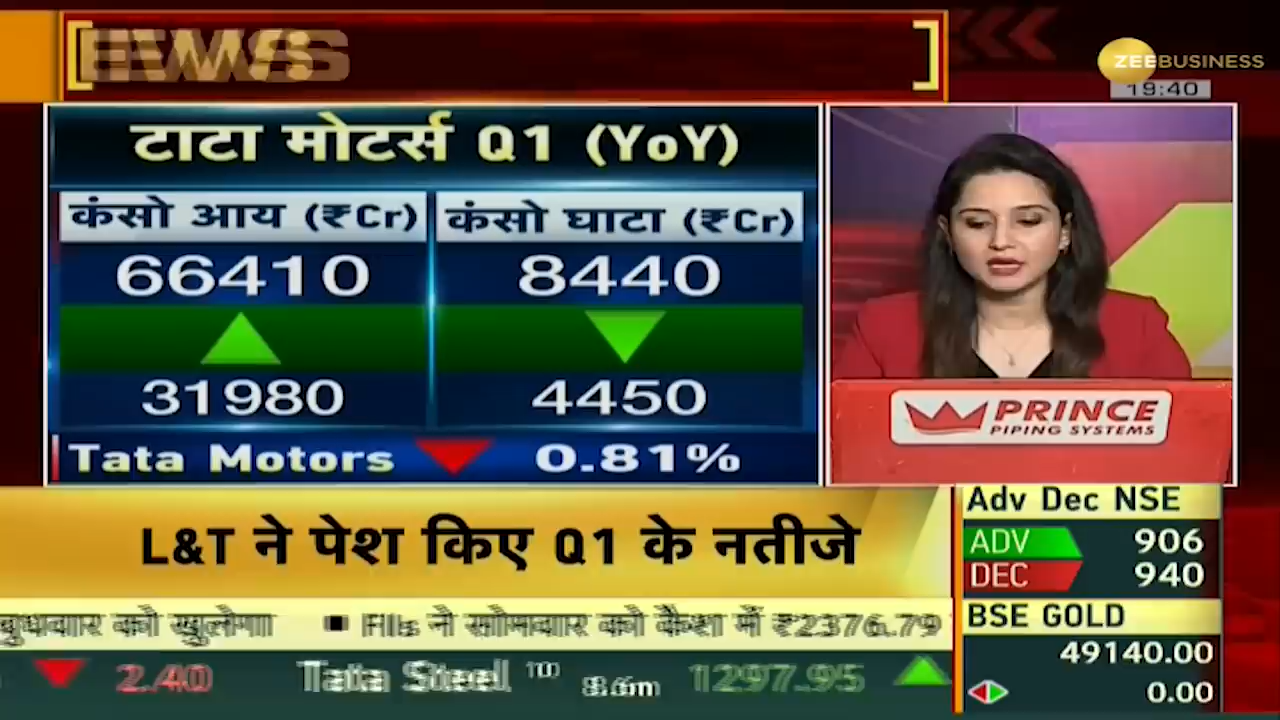 ZEEBUSINESS
19:40
टाटा मोटर्स Q1 (YoY)
कंसो आय (₹Cr)
कंसो घाटा (₹Cr)
66410
8440
31980
4450
Tata Motors 0.81%
PRINCE
PIPING SYSTEMS
L&T ने पेश किए Q1 के नतीजे
Adv Dec NSE
ADV 906
DEC 940
BSE GOLD
49140.00
0.00
बुधवार को खुलेगा ■ FIIs ने सोमवार को कैश में ₹2376.79
2.40 Tata Steel 1297.95